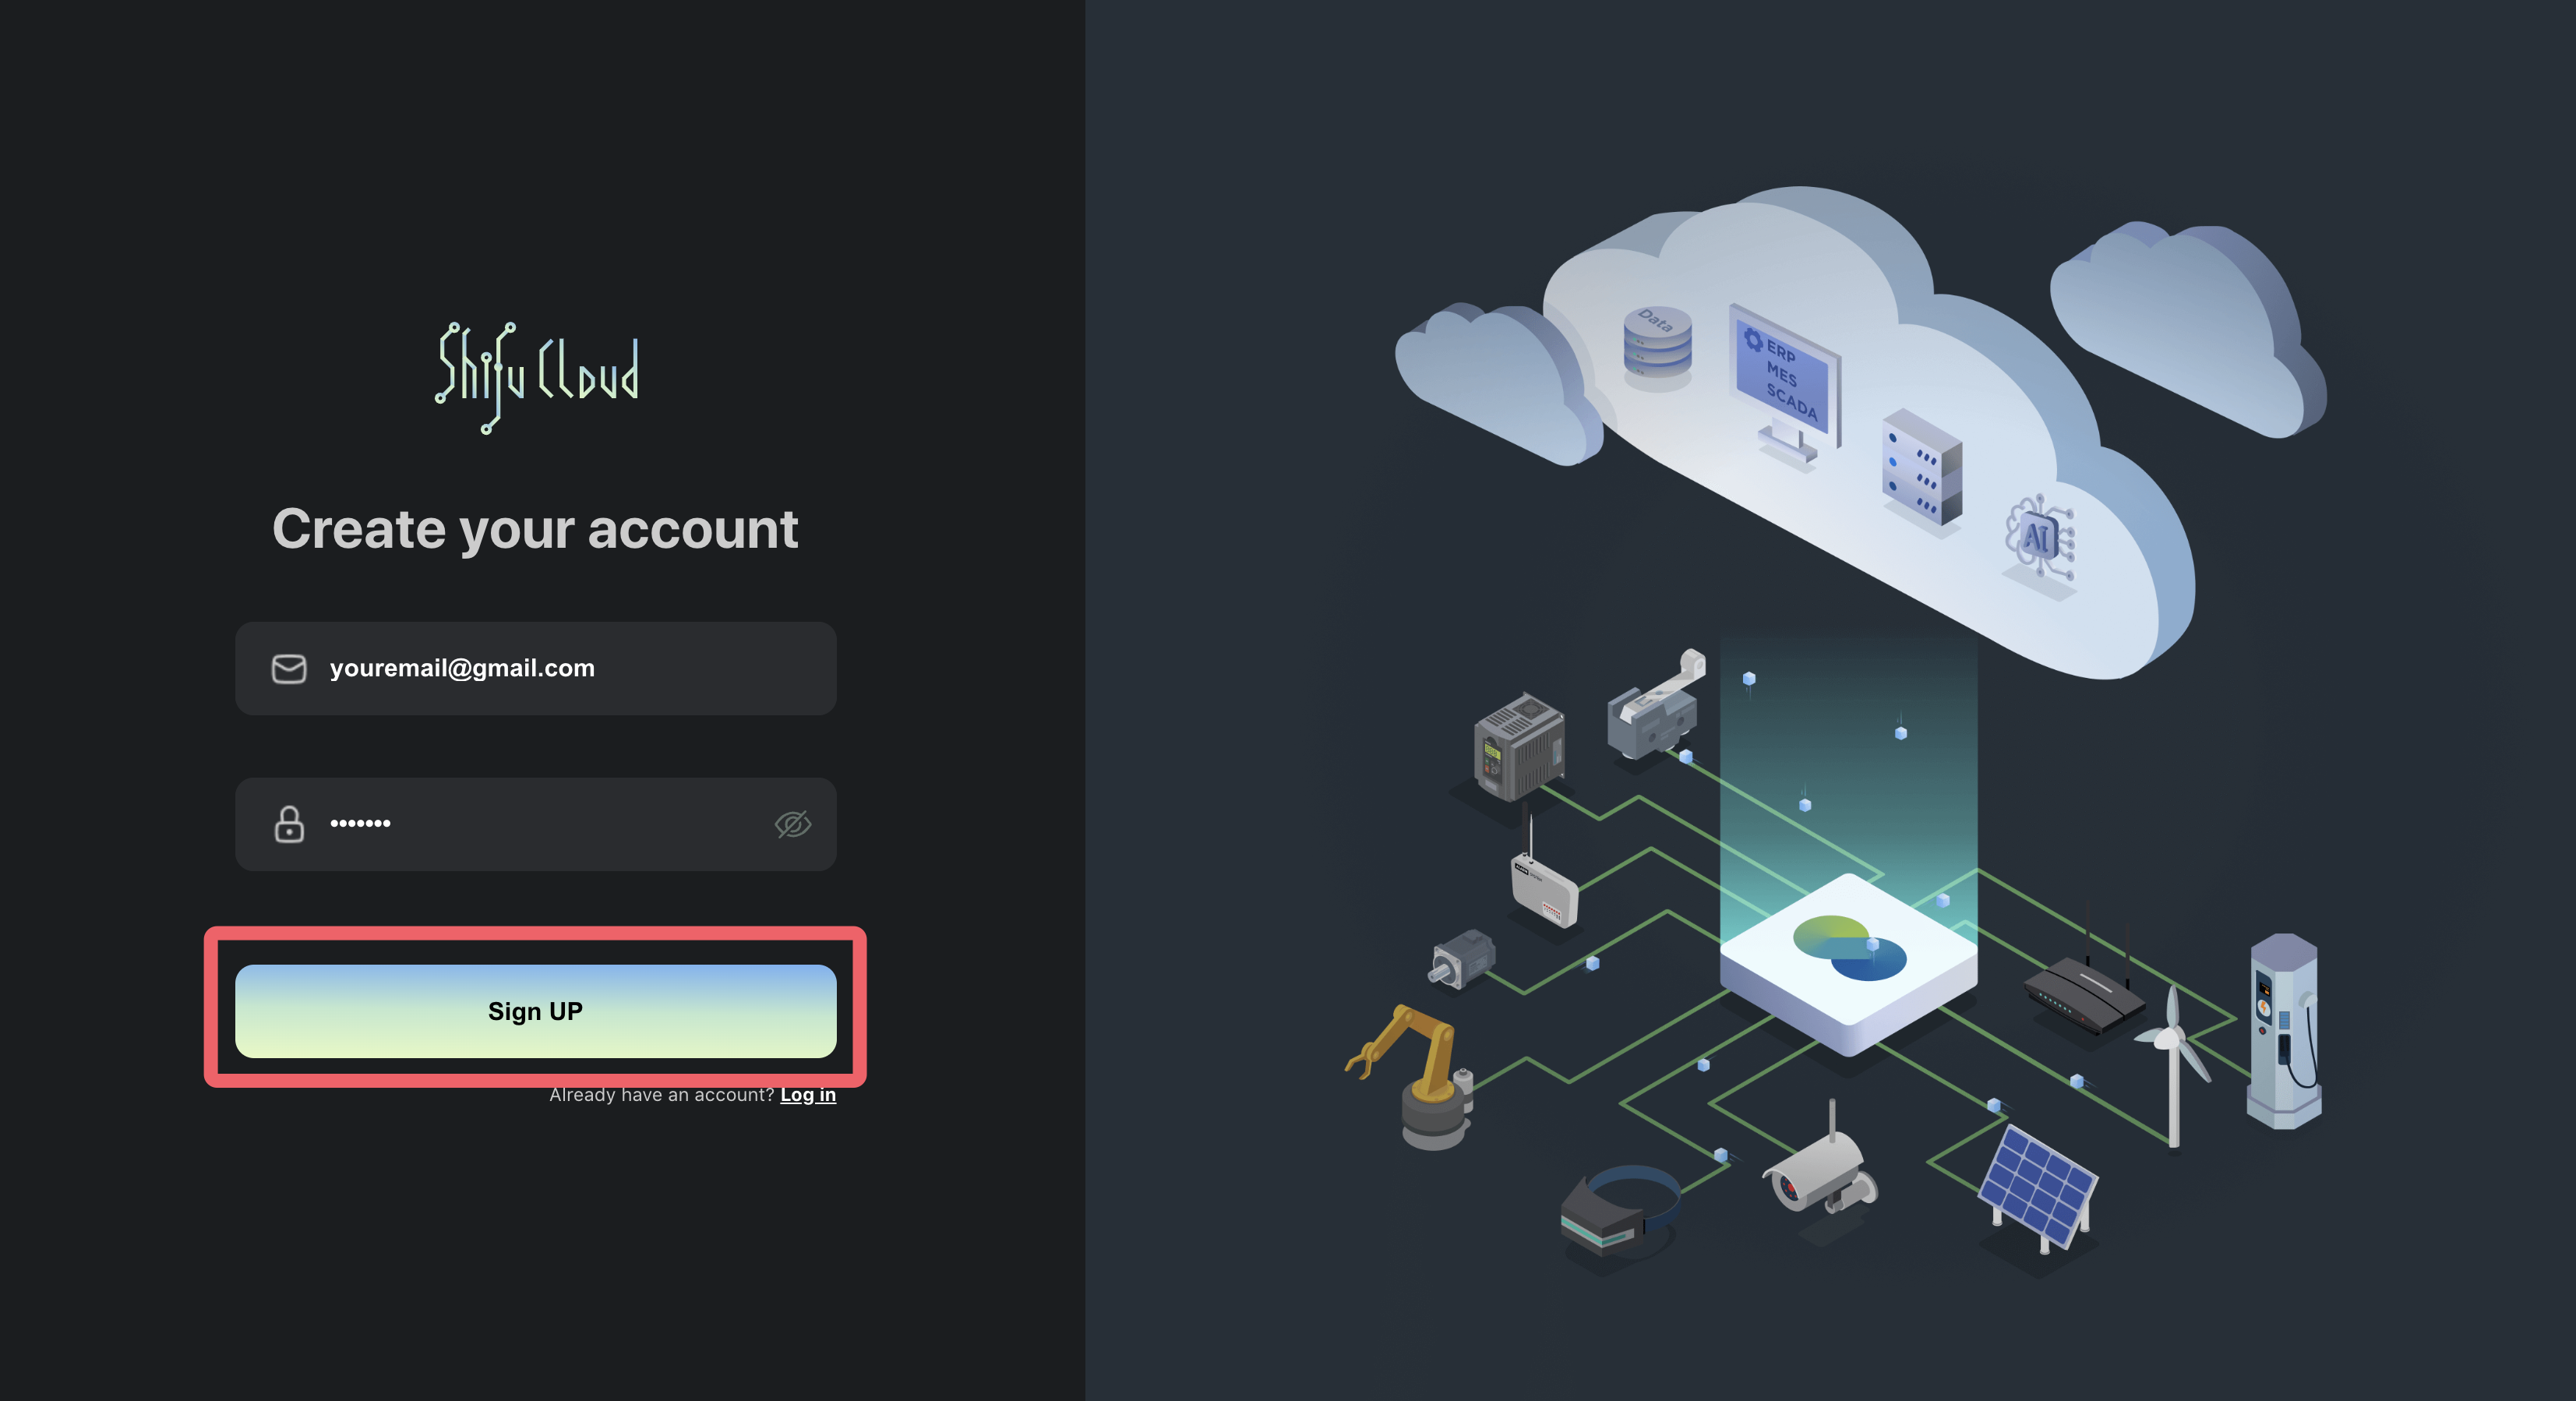 Shifu Cloud
Create your account
youremail@gmail.com
•••••••
Sign UP
Already have an account? Log in
Data
ERP
MES
SCADA
AI